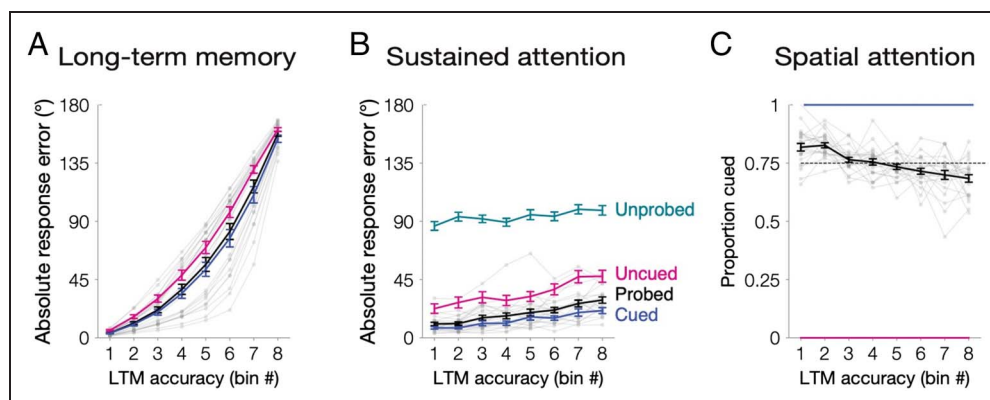 A Long-term memory
Absolute response error (°)
180
135
90
45
0
1 2 3 4 5 6 7 8
LTM accuracy (bin #)
B Sustained attention
Absolute response error (°)
180
135
90
45
0
Unprobed
Uncued
Probed
Cued
1 2 3 4 5 6 7 8
LTM accuracy (bin #)
C Spatial attention
Proportion cued
1
0.75
0.5
0.25
0
1 2 3 4 5 6 7 8
LTM accuracy (bin #)